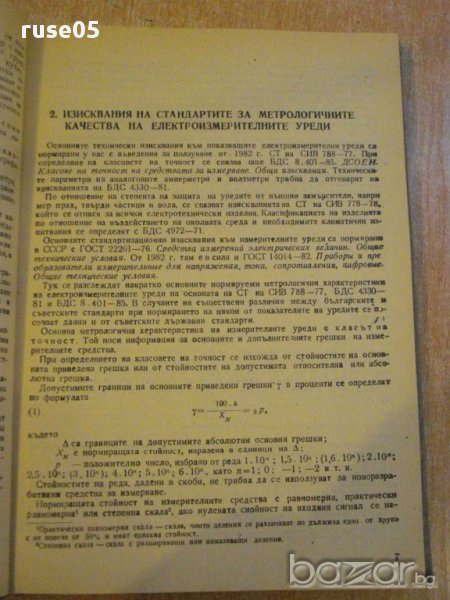 ruse05
2. ИЗИСКВАНИЯ НА СТАНДАРТИТЕ ЗА МЕТРОЛОГИЧНИТЕ
КАЧЕСТВА НА ЕЛЕКТРОИЗМЕРИТЕЛНИТЕ УРЕДИ
Основните технически изисквания към показващите електроизмерителни уреди са
нормирани у нас с въведения за ползуване от 1982 г. СТ на СИВ 788—77. При
определяне на класовете на точност се спазва още БДС 8.401—85. ДСОЕИ.
Класове на точност на средствата за измерване. Общи изисквания. Техническите
параметри на аналоговите амперметри и волтметри трябва да отговарят на
изискванията на БДС 4330—81.
По отношение на степента на защита на уредите от външни замърсители, напри
мер прах, твърди частици и вода, се спазват изискванията на СТ на СИВ 778—78,
който се отнася за всички електротехнически изделия. Класификацията на изделията
по отношение на въздействието на околната среда и необходимите климатични из-
питвания се определят с БДС 4972—71.
Основните стандартизационни изисквания към измерителните уреди са нормирани
в СССР с ГОСТ 22261—76. Средства измерений электрических величин. Общие
технические условия. От 1982 г. там е в сила и ГОСТ 14014—82. Приборы и пре
образователи измерительные для напряжения, тока, сопротивления, цифровые.
Общие технические условия.
Тук се разглеждат накратко основните нормируеми метрологични характеристики
на електроизмерителните уреди на основата на СТ на СИВ 788—77, БДС 4330—
81 и БДС 8.401—85. В случаите на съществени различия между българските и
съветските стандарти при нормирането на някои от показателите на уредите се по-
сочват данни и от съветските държавни стандарти.
Основна метрологична характеристика на измерителните уреди е класът на
точност. Той носи информация за основните и допълнителните грешки на изме-
рителните средства.
При определянето на класовете на точност се изхожда от стойностите на основ-
ната приведена грешка или от стойностите на допустимата относителна или абсо-
лютна грешка.
Допустимите граници на основните приведени грешки γ в проценти се определят
по формулата
(1) γ = 100.Δ / X_N = ±p,
където
Δ са границите на допустимите абсолютни основни грешки;
X_N е нормиращата стойност, изразена в единици на Δ;
p — положително число, избрано от реда 1.10ⁿ; 1,5.10ⁿ; (1,6.10ⁿ); 2.10ⁿ;
2,5.10ⁿ; (3.10ⁿ); 4.10ⁿ; 5.10ⁿ; 6.10ⁿ, като n=1; 0; —1; —2 и т. н.
Стойностите на реда, дадени в скоби, не трябва да се използуват за новоразра-
ботвани средства за измерване.
Нормиращата стойност на измерителните средства с равномерна, практически
равномерна¹ или степенна скала², ако нулевата сиийност на входния сигнал се на-
¹Практически равномерна скала — скала, чиито деления се различават по дължина едно от друго
с не повече от 30% и имат еднаква стойност.
²Степенна скала — скала с разширяващи или намаляващи деления.
7
bazar.bg